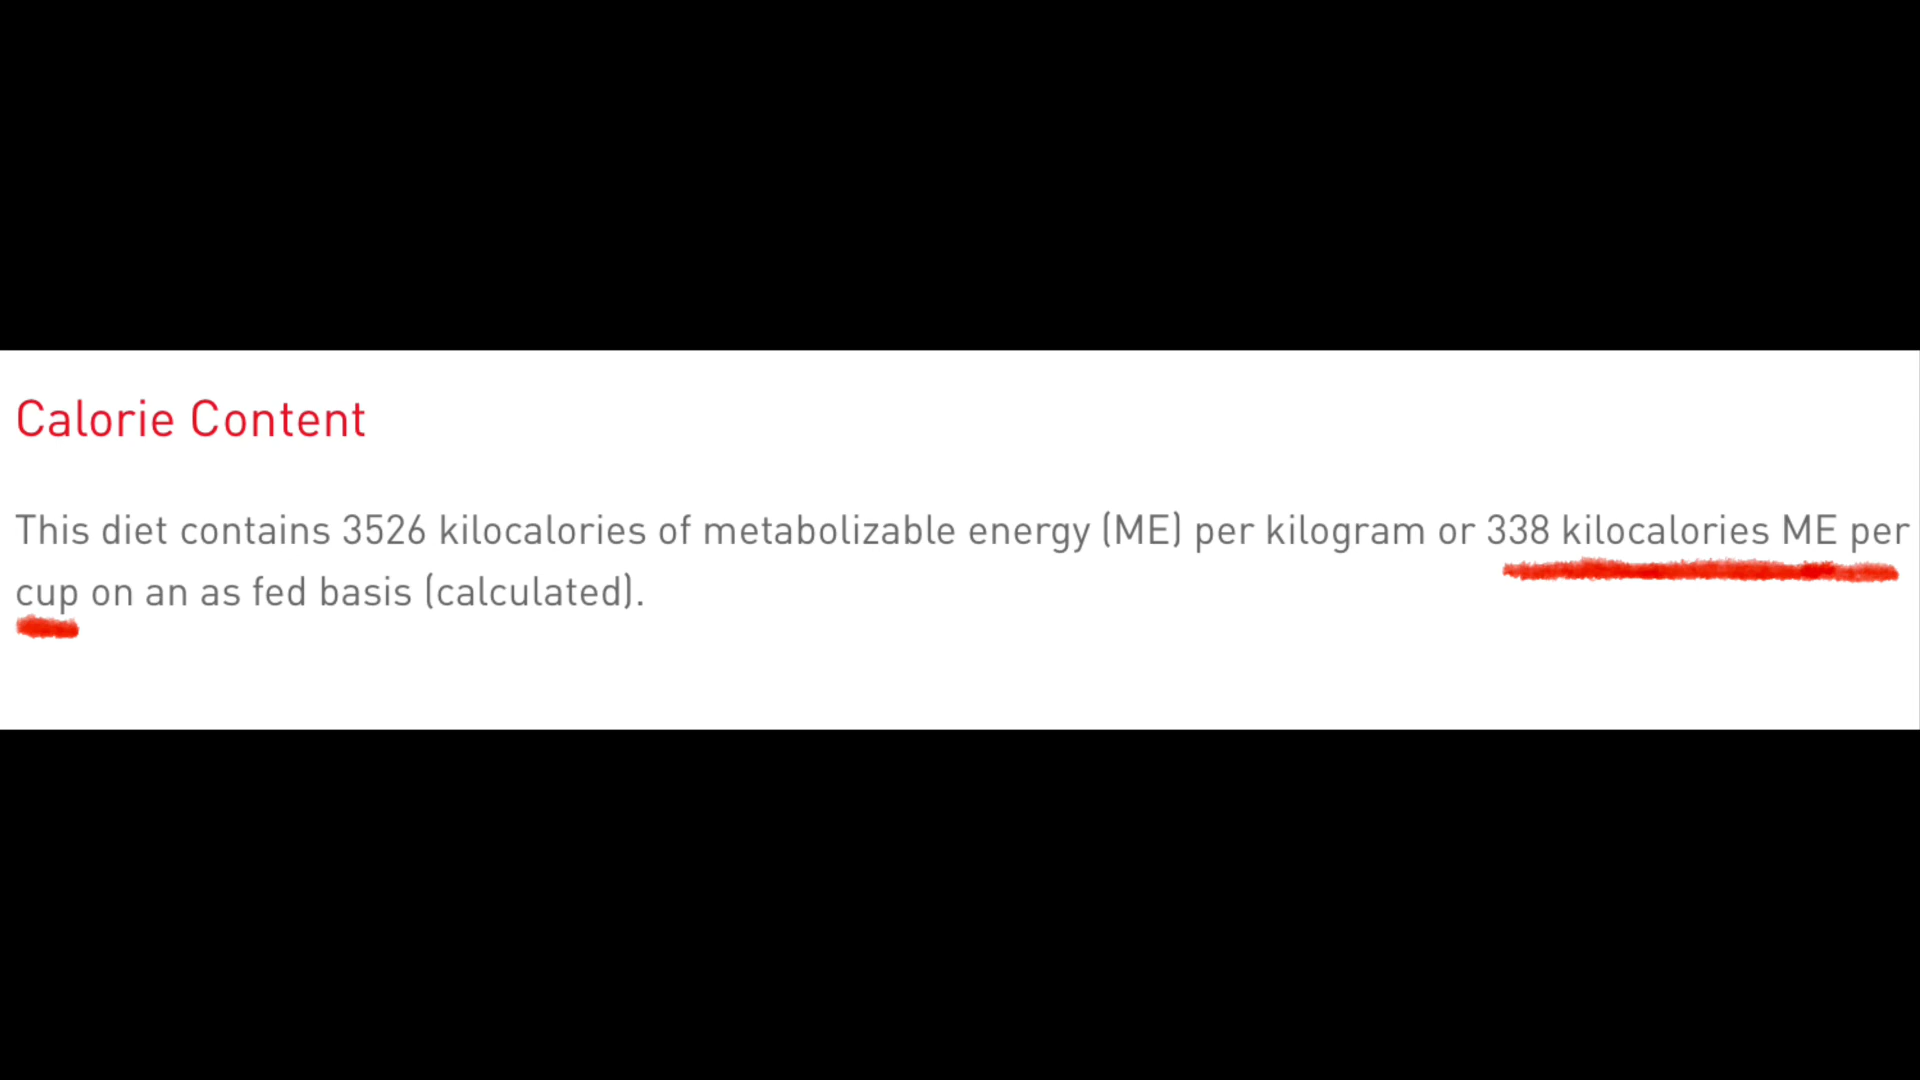 Calorie Content
This diet contains 3526 kilocalories of metabolizable energy (ME) per kilogram or 338 kilocalories ME per
cup on an as fed basis (calculated).